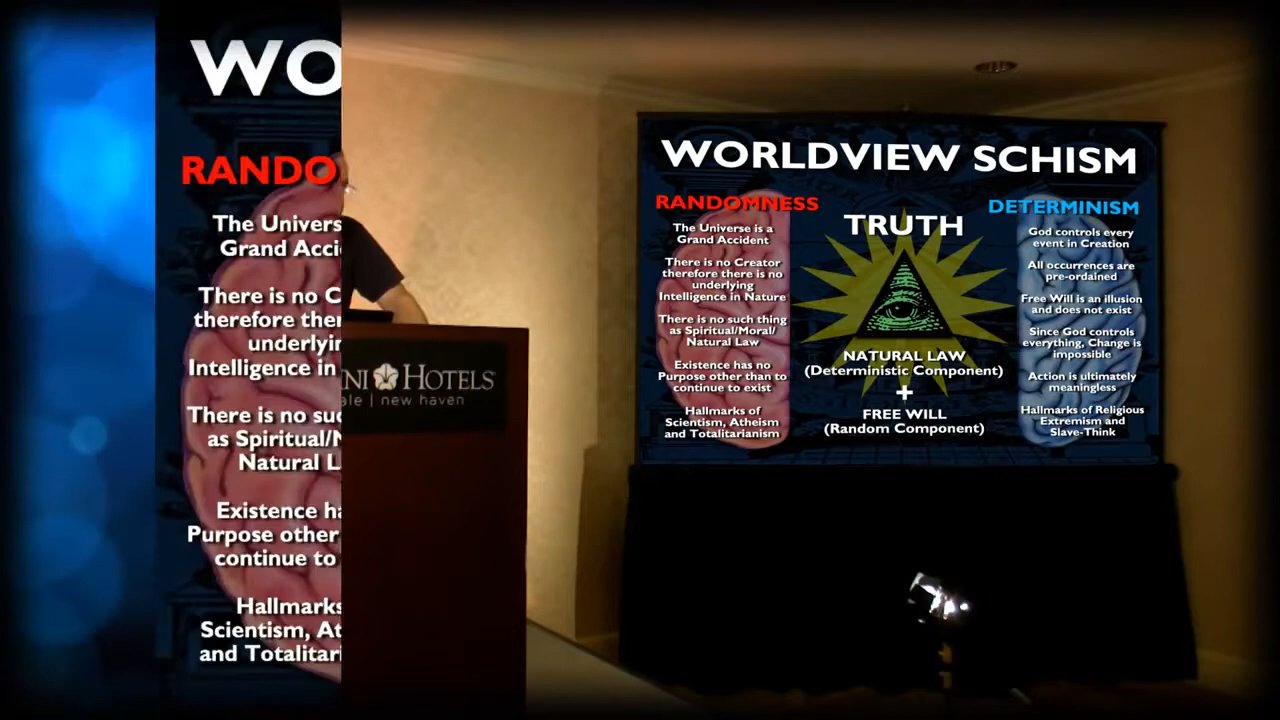 WO
RANDO
The Univers
Grand Acci
There is no C
therefore ther
underlyin
Intelligence in
There is no suc
as Spiritual/N
Natural L
Existence ha
Purpose other
continue to
Hallmarks
Scientism, At
and Totalitari
NI HOTELS
ale | new haven
WORLDVIEW SCHISM
RANDOMNESS
The Universe is a
Grand Accident
There is no Creator
therefore there is no
underlying
Intelligence in Nature
There is no such thing
as Spiritual/Moral/
Natural Law
Existence has no
Purpose other than to
continue to exist
Hallmarks of
Scientism, Atheism
and Totalitarianism
TRUTH
NATURAL LAW
(Deterministic Component)
+
FREE WILL
(Random Component)
DETERMINISM
God controls every
event in Creation
All occurrences are
pre-ordained
Free Will is an illusion
and does not exist
Since God controls
everything, Change is
impossible
Action is ultimately
meaningless
Hallmarks of Religious
Extremism and
Slave-Think